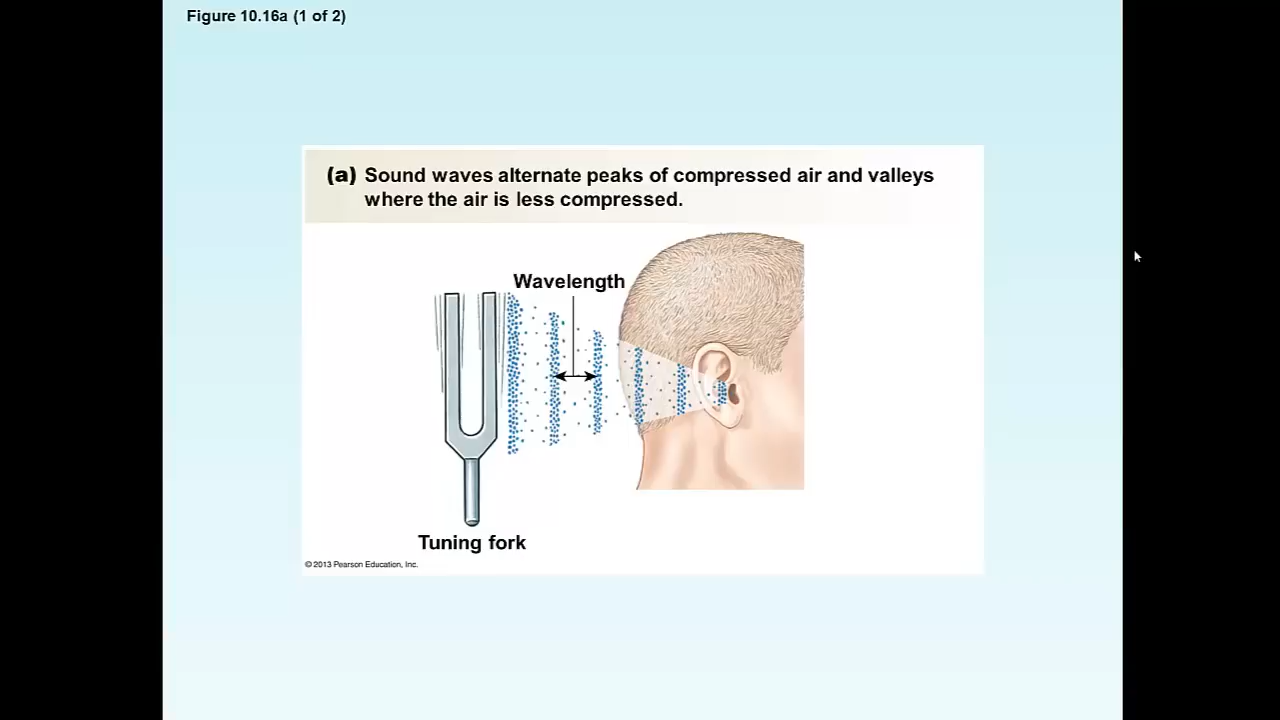 Figure 10.16a (1 of 2)
(a) Sound waves alternate peaks of compressed air and valleys
where the air is less compressed.
Wavelength
Tuning fork
© 2013 Pearson Education, Inc.